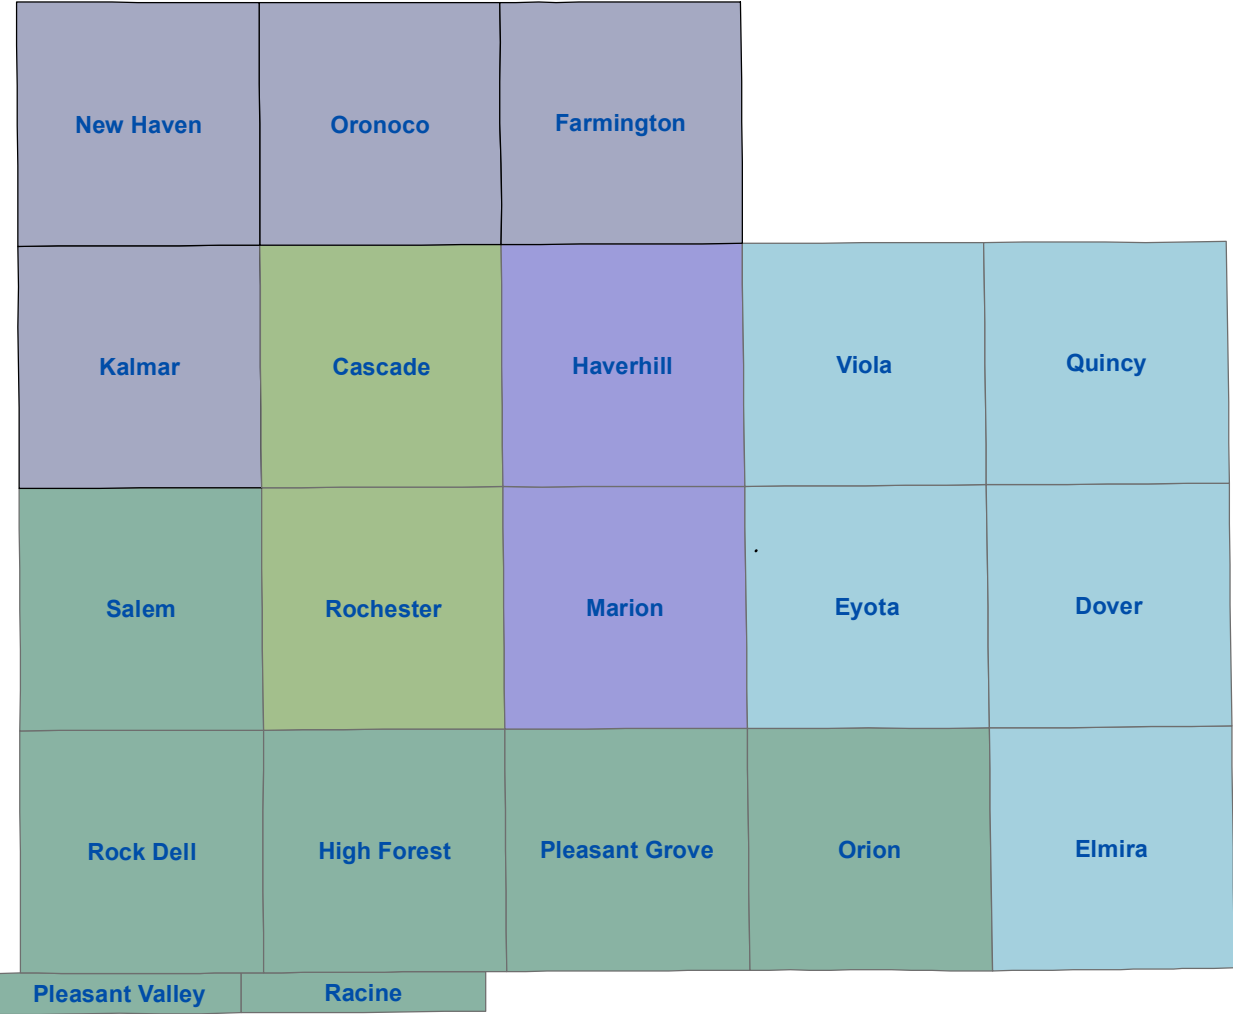 New Haven
Oronoco
Farmington
Kalmar
Cascade
Haverhill
Viola
Quincy
Salem
Rochester
Marion
Eyota
Dover
Rock Dell
High Forest
Pleasant Grove
Orion
Elmira
Pleasant Valley
Racine